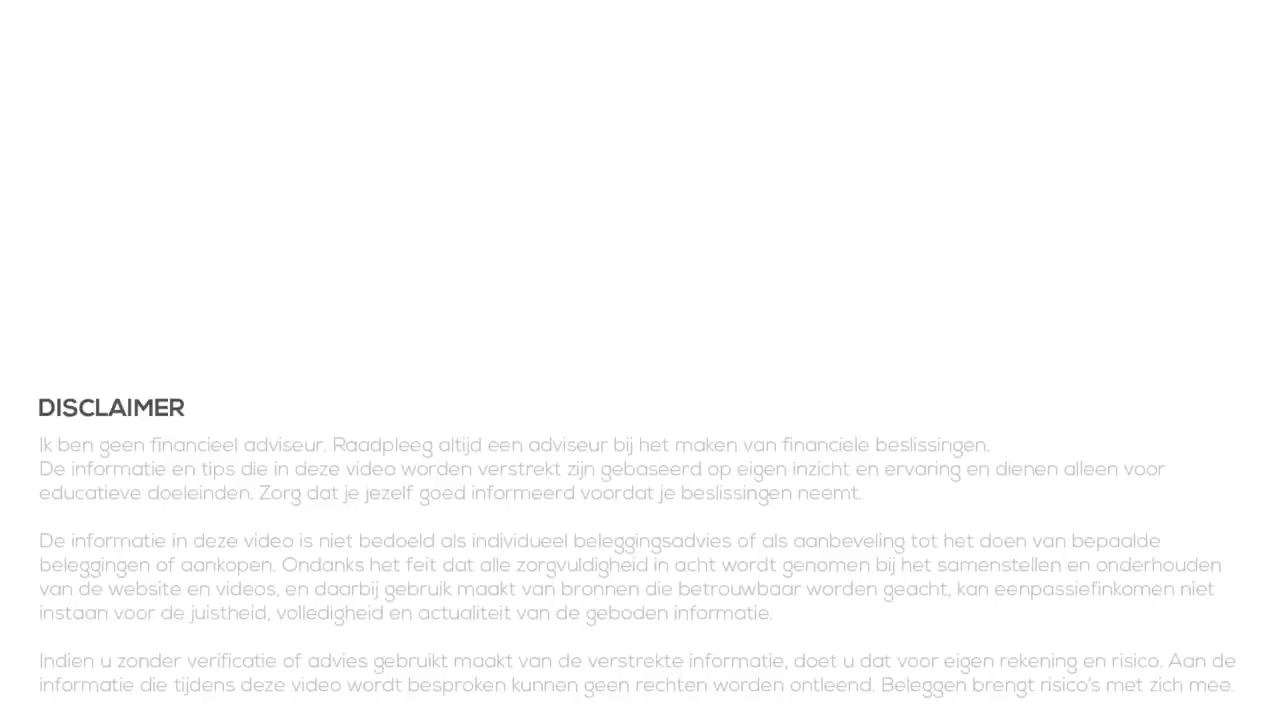 DISCLAIMER
Ik ben geen financieel adviseur. Raadpleeg altijd een adviseur bij het maken van financiele beslissingen.
De informatie en tips die in deze video worden verstrekt zijn gebaseerd op eigen inzicht en ervaring en dienen alleen voor
educatieve doeleinden. Zorg dat je jezelf goed informeerd voordat je beslissingen neemt.
De informatie in deze video is niet bedoeld als individueel beleggingsadvies of als aanbeveling tot het doen van bepaalde
beleggingen of aankopen. Ondanks het feit dat alle zorgvuldigheid in acht wordt genomen bij het samenstellen en onderhouden
van de website en videos, en daarbij gebruik maakt van bronnen die betrouwbaar worden geacht, kan eenpassiefinkomen niet
instaan voor de juistheid, volledigheid en actualiteit van de geboden informatie.
Indien u zonder verificatie of advies gebruikt maakt van de verstrekte informatie, doet u dat voor eigen rekening en risico. Aan de
informatie die tijdens deze video wordt besproken kunnen geen rechten worden ontleend. Beleggen brengt risico's met zich mee.